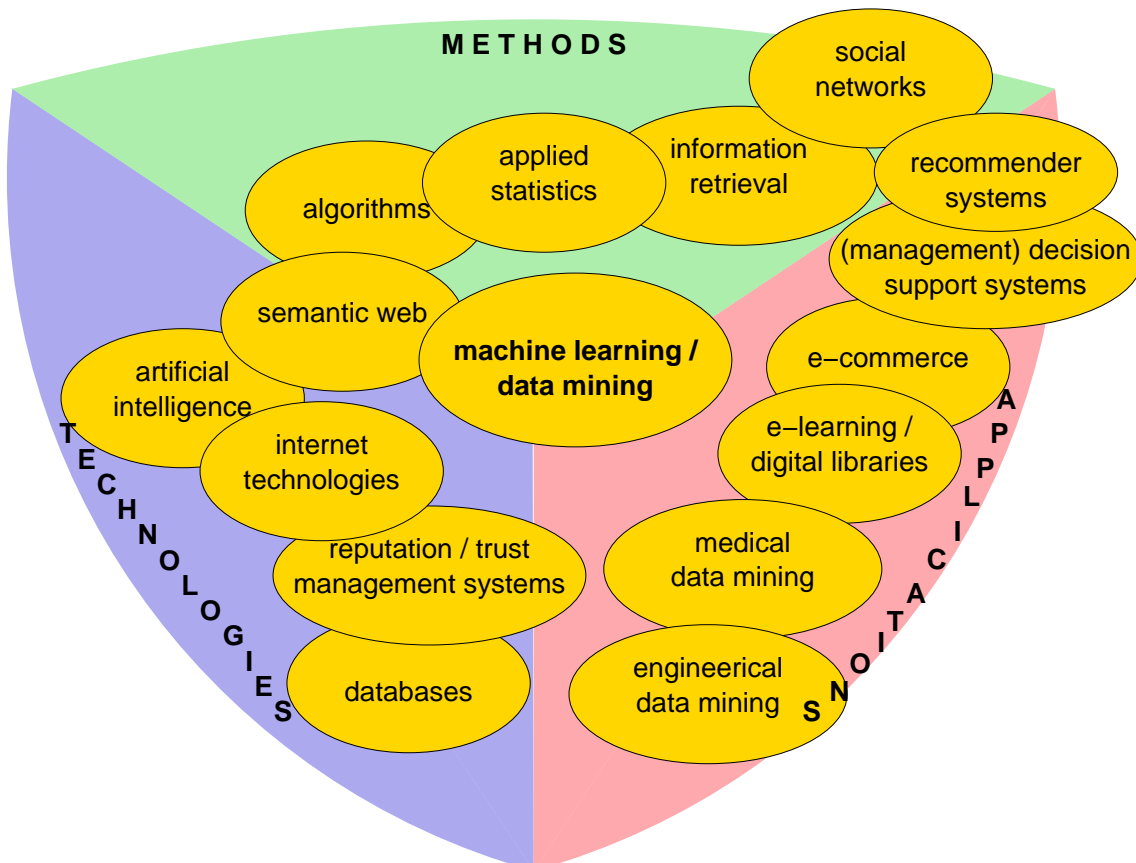 METHODS
social
networks
applied
statistics
information
retrieval
recommender
systems
algorithms
(management) decision
support systems
semantic web
machine learning /
data mining
e−commerce
artificial
intelligence
internet
technologies
e−learning /
digital libraries
reputation / trust
management systems
medical
data mining
databases
engineerical
data mining
TECHNOLOGIES
APPLICATIONS